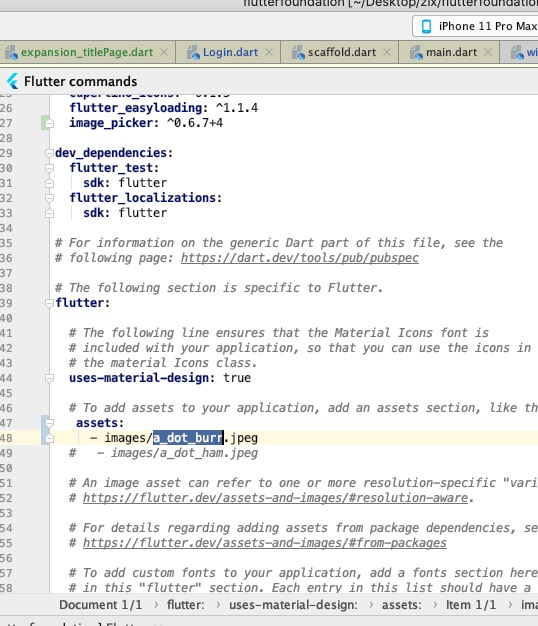 flutterfoundation [~/Desktop/zlx/flutterfoundation
iPhone 11 Pro Max
expansion_titlePage.dart
Login.dart
scaffold.dart
main.dart
wi
Flutter commands
26 flutter_easyloading: ^1.1.4
27 image_picker: ^0.6.7+4
28
29 dev_dependencies:
30 flutter_test:
31 sdk: flutter
32 flutter_localizations:
33 sdk: flutter
34
35 # For information on the generic Dart part of this file, see the
36 # following page: https://dart.dev/tools/pub/pubspec
37
38 # The following section is specific to Flutter.
39 flutter:
40
41 # The following line ensures that the Material Icons font is
42 # included with your application, so that you can use the icons in
43 # the material Icons class.
44 uses-material-design: true
45
46 # To add assets to your application, add an assets section, like th
47 assets:
48 - images/a_dot_burr.jpeg
49 # - images/a_dot_ham.jpeg
50
51 # An image asset can refer to one or more resolution-specific "vari
52 # https://flutter.dev/assets-and-images/#resolution-aware.
53
54 # For details regarding adding assets from package dependencies, se
55 # https://flutter.dev/assets-and-images/#from-packages
56
57 # To add custom fonts to your application, add a fonts section here
58 # in this "flutter" section. Each entry in this list should have a
Document 1/1 › flutter: › uses-material-design: › assets: › Item 1/1 › ima